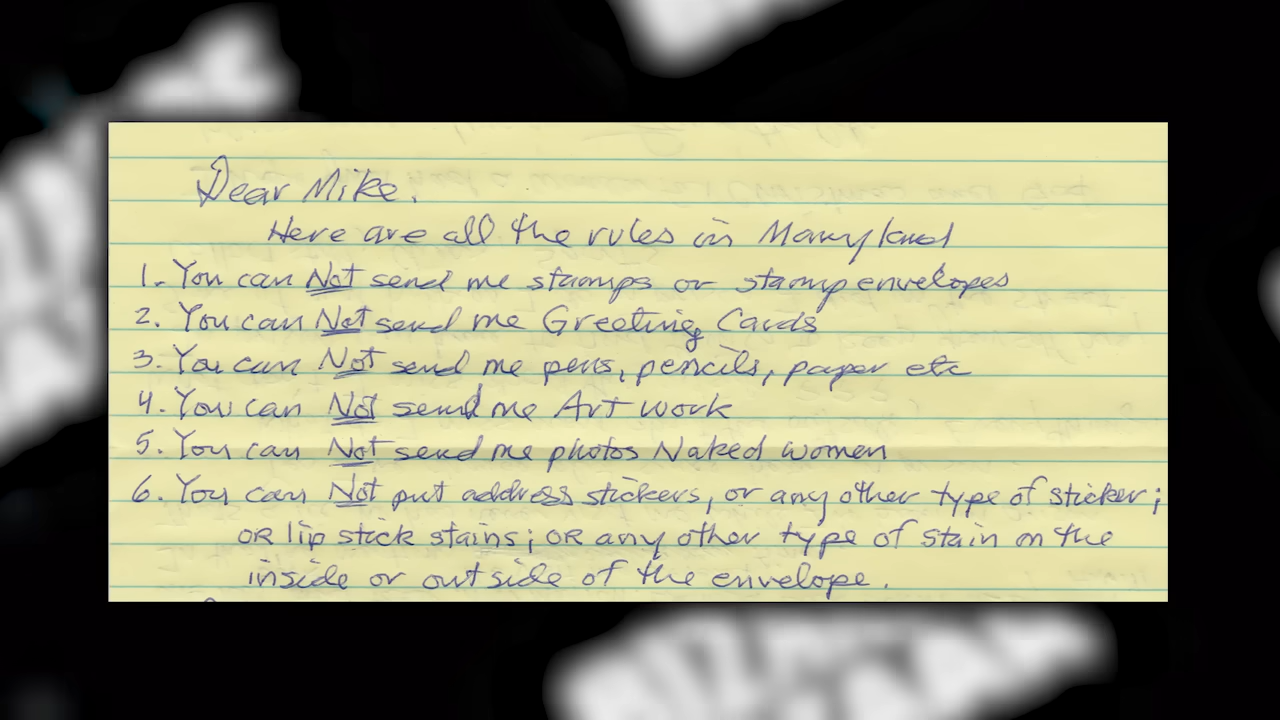 Dear Mike.
Here are all the rules in Maryland
1. You can Not send me stamps or stamp envelopes
2. You can Not send me Greeting Cards
3. You can Not send me pens, pencils, paper etc
4. You can Not send me Art work
5. You can Not send me photos Naked women
6. You can Not put address stickers, or any other type of sticker;
OR lip stick stains; OR any other type of stain on the
inside or outside of the envelope.